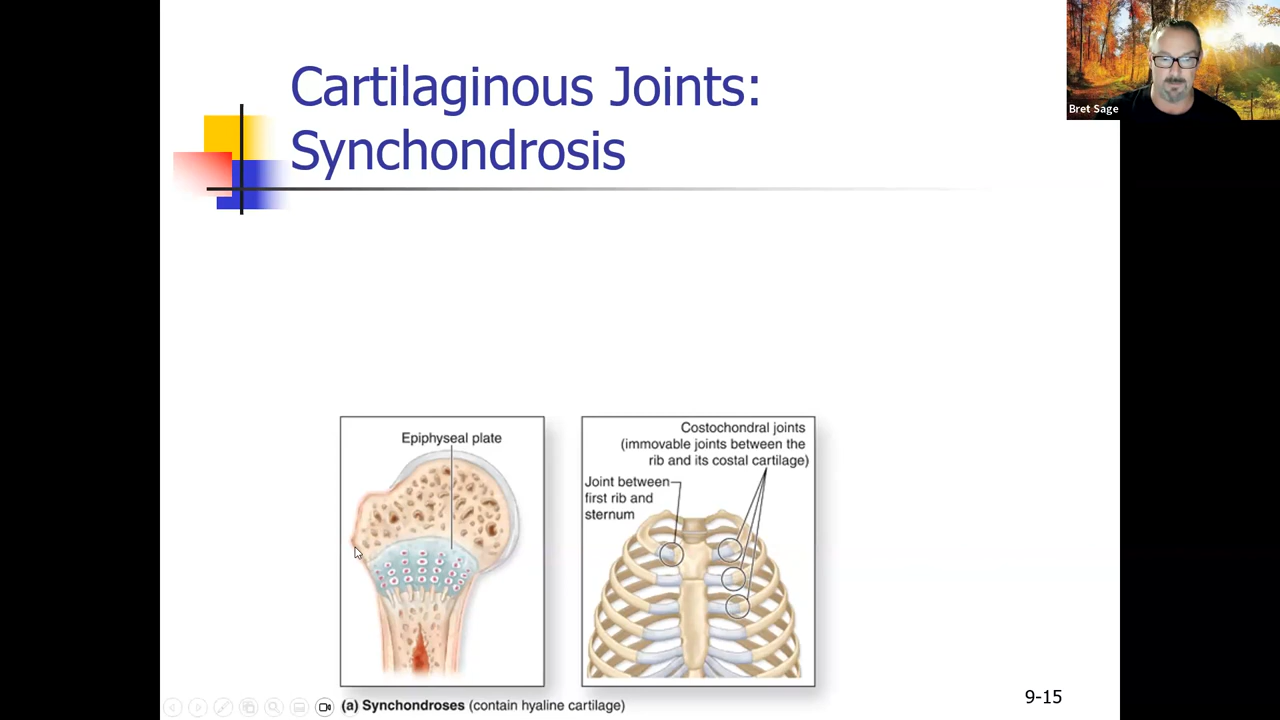 Cartilaginous Joints:
Synchondrosis
Bret Sage
Epiphyseal plate
Costochondral joints
(immovable joints between the
rib and its costal cartilage)
Joint between
first rib and
sternum
(a) Synchondroses (contain hyaline cartilage)
9-15